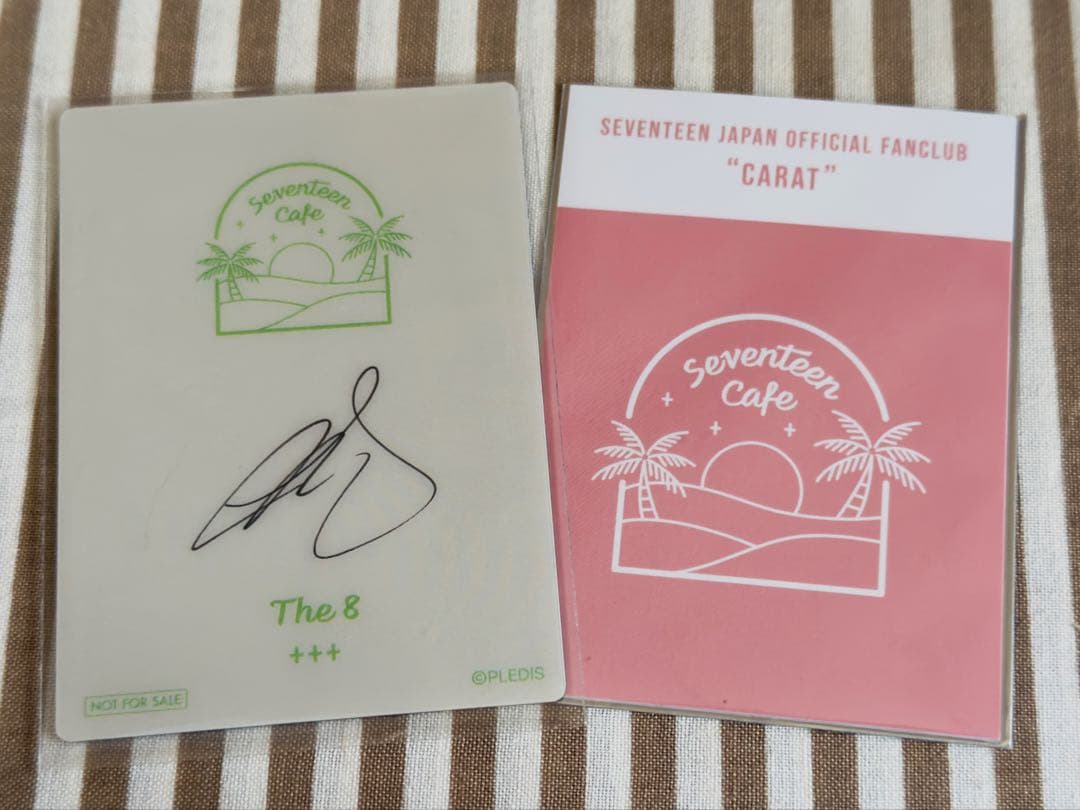 Seventeen
Cafe
The 8
+++
NOT FOR SALE
©PLEDIS
SEVENTEEN JAPAN OFFICIAL FANCLUB
“CARAT”
Seventeen
Cafe